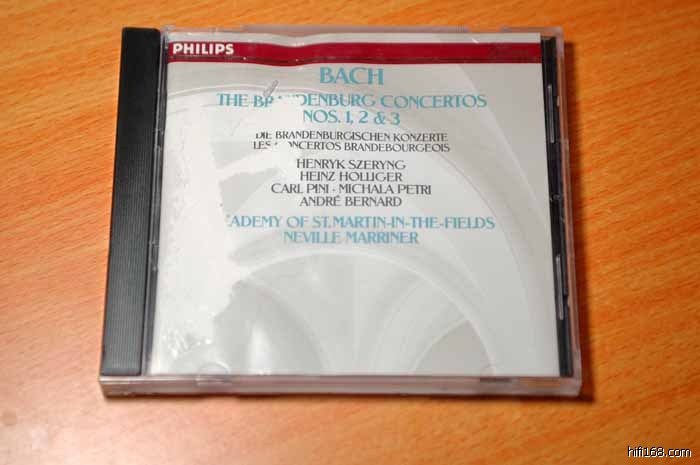 PHILIPS
BACH
THE BRANDENBURG CONCERTOS
NOS. 1, 2 & 3
DIE BRANDENBURGISCHEN KONZERTE
LES CONCERTOS BRANDEBOURGEOIS
HENRYK SZERYNG
HEINZ HOLLIGER
CARL PINI · MICHALA PETRI
ANDRÉ BERNARD
ACADEMY OF ST. MARTIN-IN-THE-FIELDS
NEVILLE MARRINER
hifi168.com